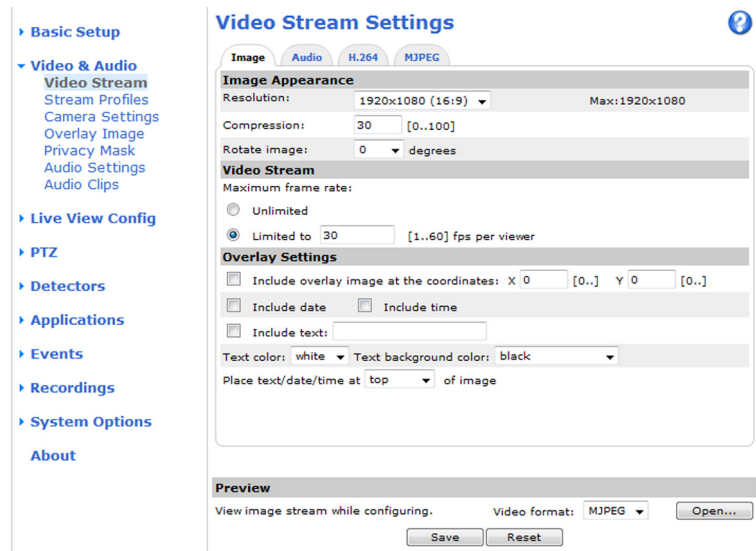 Basic Setup
Video & Audio
Video Stream
Stream Profiles
Camera Settings
Overlay Image
Privacy Mask
Audio Settings
Audio Clips
Live View Config
PTZ
Detectors
Applications
Events
Recordings
System Options
About
Video Stream Settings
?
Image Audio H.264 MJPEG
Image Appearance
Resolution: 1920x1080 (16:9) Max:1920x1080
Compression: 30 [0..100]
Rotate image: 0 degrees
Video Stream
Maximum frame rate:
Unlimited
Limited to 30 [1..60] fps per viewer
Overlay Settings
Include overlay image at the coordinates: X 0 [0..] Y 0 [0..]
Include date Include time
Include text:
Text color: white Text background color: black
Place text/date/time at top of image
Preview
View image stream while configuring. Video format: MJPEG Open...
Save Reset